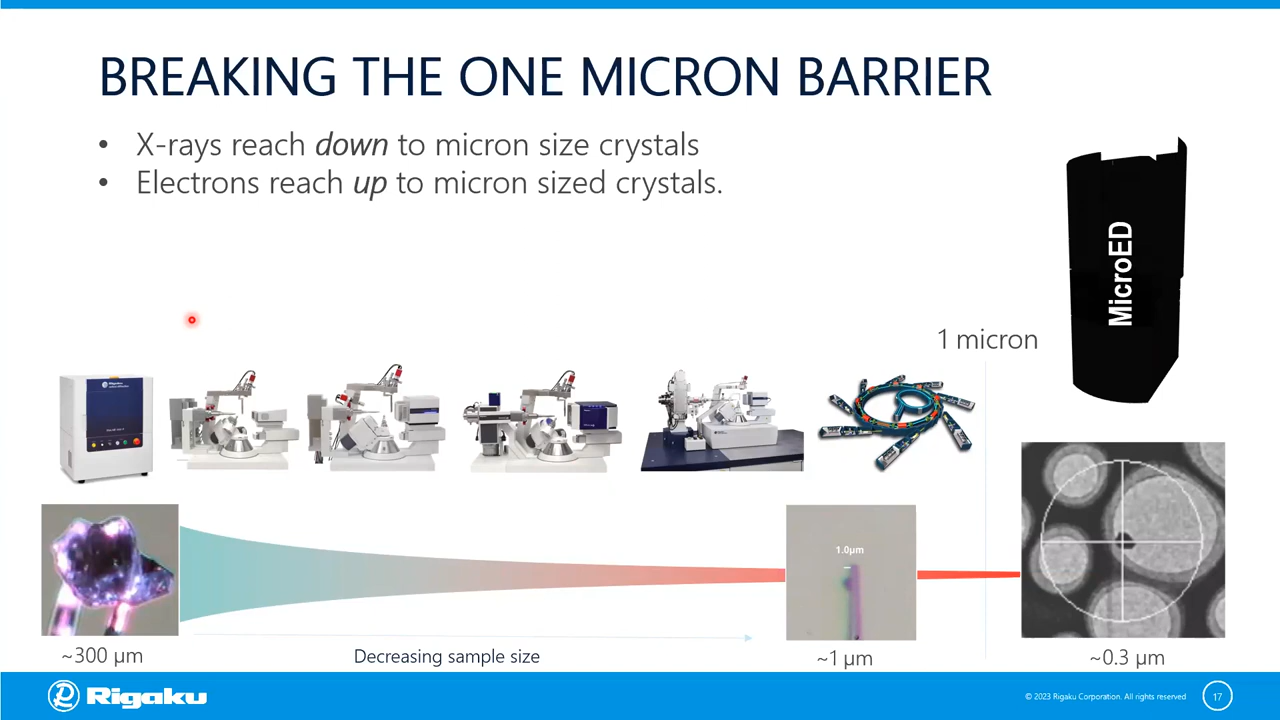 BREAKING THE ONE MICRON BARRIER
• X-rays reach down to micron size crystals
• Electrons reach up to micron sized crystals.
MicroED
1 micron
Rigaku
1.0μm
~300 μm
Decreasing sample size
~1 μm
~0.3 μm
Rigaku
© 2023 Rigaku Corporation. All rights reserved
17